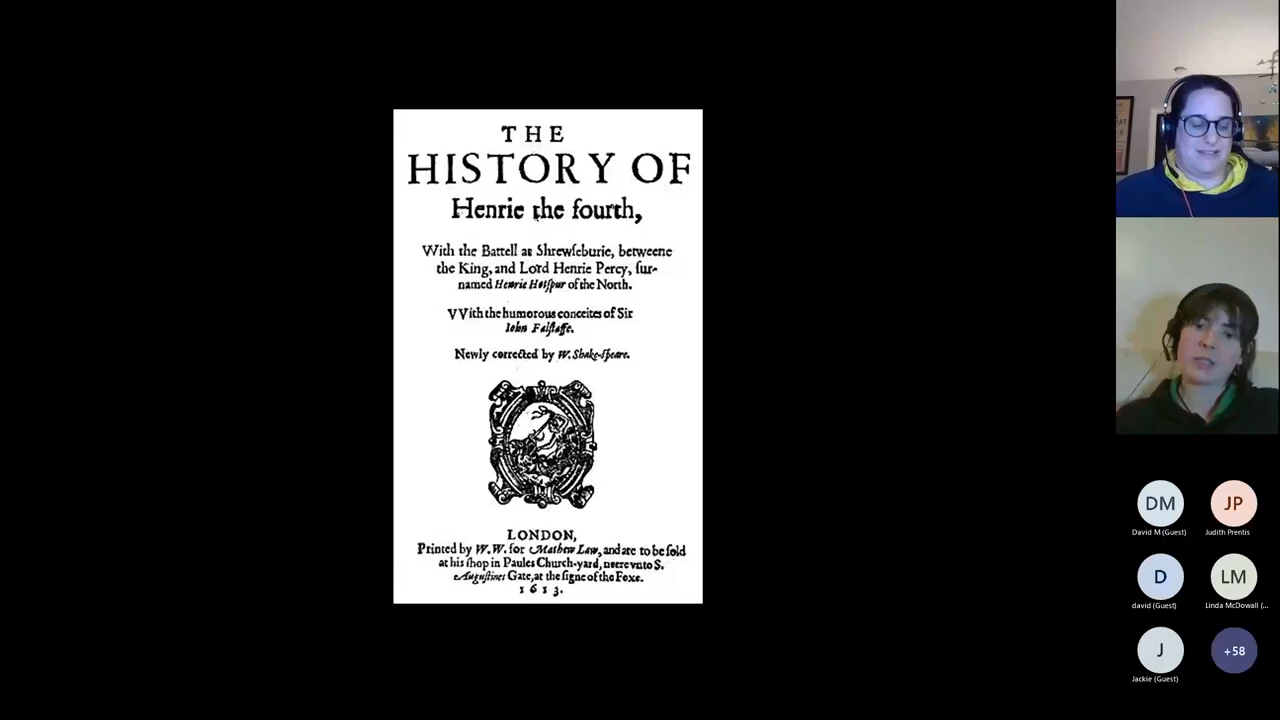 THE
HISTORY OF
Henrie the fourth,
With the Battell at Shrewſeburie, betweene
the King, and Lord Henrie Percy, ſur-
named Henrie Hotſpur of the North.
VVith the humorous conceites of Sir
Iohn Falſtaffe.
Newly corrected by W. Shake-ſpeare.
LONDON,
Printed by W. W. for Mathew Law, and are to be ſold
at his ſhop in Paules Church-yard, neere vnto S.
Auguſtines Gate, at the ſigne of the Foxe.
1613.
DM
JP
David M (Guest)
Judith Prentis
D
LM
david (Guest)
Linda McDowall (...
J
+58
Jackie (Guest)